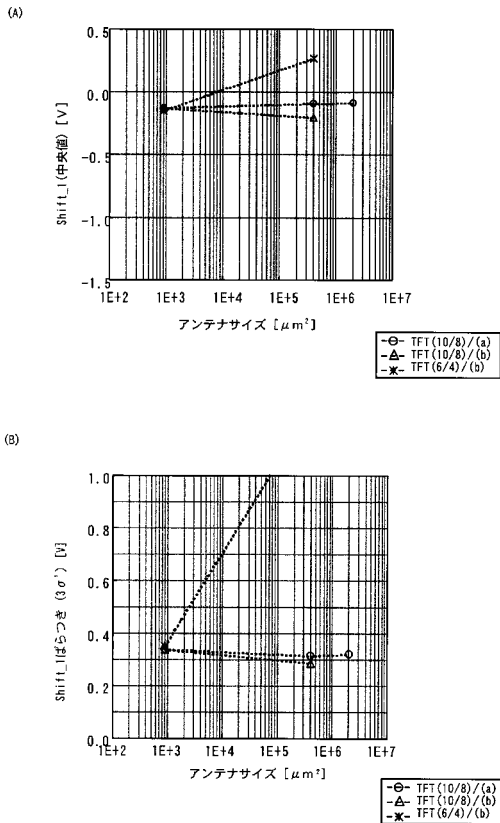 (A)
0.5
0.0
-0.5
-1.0
-1.5
Shift_1(中央値) [V]
1E+2 1E+3 1E+4 1E+5 1E+6 1E+7
アンテナサイズ [μm²]
TFT(10/8)/(a)
TFT(10/8)/(b)
TFT(6/4)/(b)
(B)
1.0
0.8
0.6
0.4
0.2
0.0
Shift_1ばらつき(3σ') [V]
1E+2 1E+3 1E+4 1E+5 1E+6 1E+7
アンテナサイズ [μm²]
TFT(10/8)/(a)
TFT(10/8)/(b)
TFT(6/4)/(b)